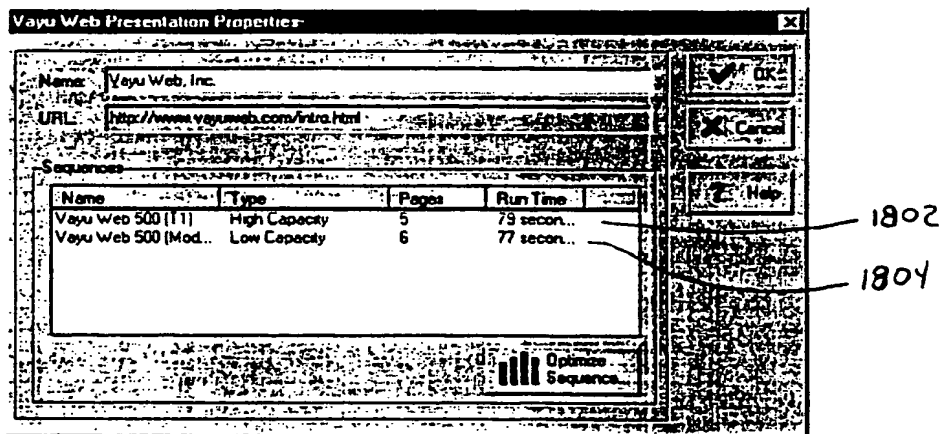 Vayu Web Presentation Properties
Name: Vayu Web, Inc.
URL: http://www.vayuweb.com/intro.html
OK
Cancel
Help
Sequences
Name Type Pages Run Time
Vayu Web 500 (T1) High Capacity 5 79 secon...
Vayu Web 500 (Mod... Low Capacity 6 77 secon...
Optimize
Sequence...
1802
1804